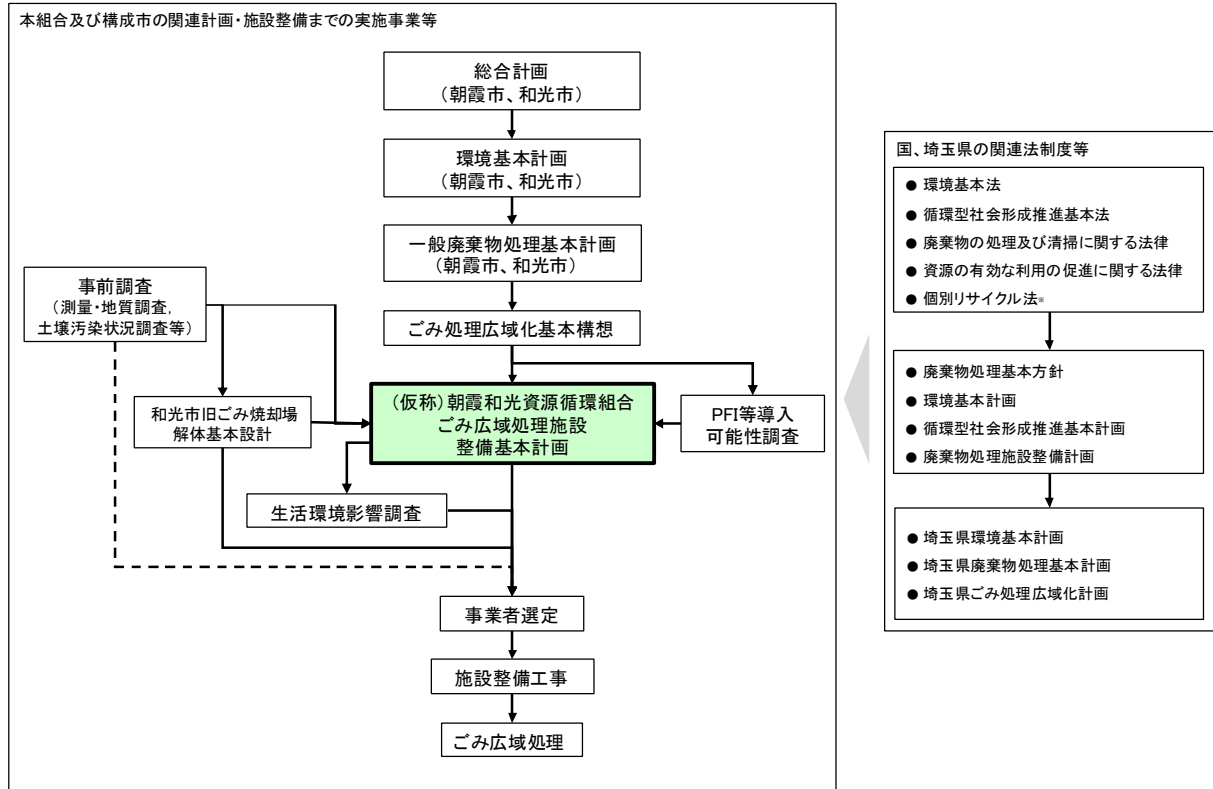 本組合及び構成市の関連計画・施設整備までの実施事業等
総合計画
（朝霞市、和光市）
環境基本計画
（朝霞市、和光市）
一般廃棄物処理基本計画
（朝霞市、和光市）
事前調査
（測量・地質調査,
土壌汚染状況調査等）
ごみ処理広域化基本構想
和光市旧ごみ焼却場
解体基本設計
（仮称）朝霞和光資源循環組合
ごみ広域処理施設
整備基本計画
PFI等導入
可能性調査
生活環境影響調査
事業者選定
施設整備工事
ごみ広域処理
国、埼玉県の関連法制度等
● 環境基本法
● 循環型社会形成推進基本法
● 廃棄物の処理及び清掃に関する法律
● 資源の有効な利用の促進に関する法律
● 個別リサイクル法※
● 廃棄物処理基本方針
● 環境基本計画
● 循環型社会形成推進基本計画
● 廃棄物処理施設整備計画
● 埼玉県環境基本計画
● 埼玉県廃棄物処理基本計画
● 埼玉県ごみ処理広域化計画